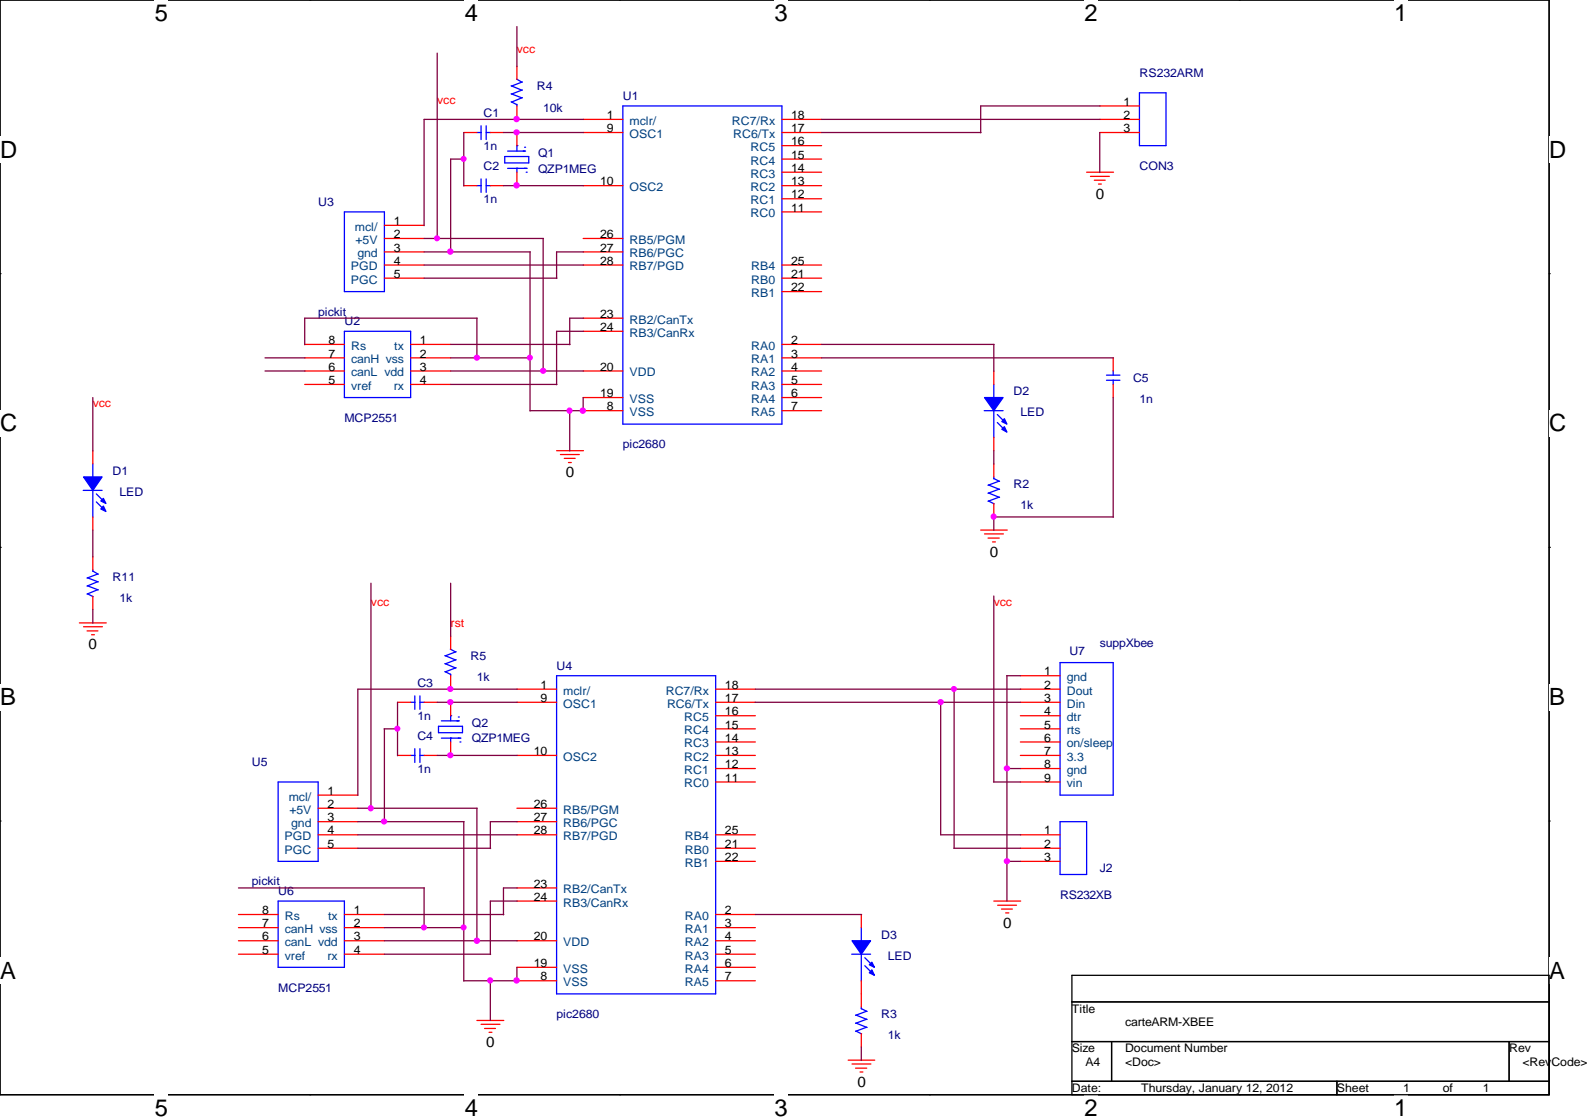 5 4 3 2 1
D
D
C
C
B
B
A
A
vcc
R4
10k
vcc
C1
1n
C2
1n
Q1
QZP1MEG
U1
1 mclr/
9 OSC1
10 OSC2
26 RB5/PGM
27 RB6/PGC
28 RB7/PGD
23 RB2/CanTx
24 RB3/CanRx
20 VDD
19 VSS
8 VSS
RC7/Rx 18
RC6/Tx 17
RC5 16
RC4 15
RC3 14
RC2 13
RC1 12
RC0 11
RB4 25
RB0 21
RB1 22
RA0 2
RA1 3
RA2 4
RA3 5
RA4 6
RA5 7
pic2680
0
RS232ARM
1
2
3
CON3
0
U3
mcl/ 1
+5V 2
gnd 3
PGD 4
PGC 5
pickit
U2
8 Rs tx 1
7 canH vss 2
6 canL vdd 3
5 vref rx 4
MCP2551
D2
LED
R2
1k
0
C5
1n
vcc
D1
LED
R11
1k
0
vcc
rst
R5
1k
C3
1n
C4
1n
Q2
QZP1MEG
U4
1 mclr/
9 OSC1
10 OSC2
26 RB5/PGM
27 RB6/PGC
28 RB7/PGD
23 RB2/CanTx
24 RB3/CanRx
20 VDD
19 VSS
8 VSS
RC7/Rx 18
RC6/Tx 17
RC5 16
RC4 15
RC3 14
RC2 13
RC1 12
RC0 11
RB4 25
RB0 21
RB1 22
RA0 2
RA1 3
RA2 4
RA3 5
RA4 6
RA5 7
pic2680
0
U5
mcl/ 1
+5V 2
gnd 3
PGD 4
PGC 5
pickit
U6
8 Rs tx 1
7 canH vss 2
6 canL vdd 3
5 vref rx 4
MCP2551
D3
LED
R3
1k
0
vcc
suppXbee
U7
1 gnd
2 Dout
3 Din
4 dtr
5 rts
6 on/sleep
7 3.3
8 gnd
9 vin
1
2
3
J2
RS232XB
0
Title
carteARM-XBEE
Size Document Number Rev
A4 <Doc> <RevCode>
Date: Thursday, January 12, 2012 Sheet 1 of 1
5 4 3 2 1